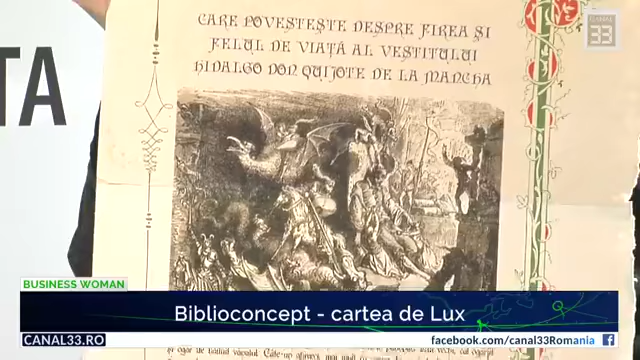 CARE POVESTEȘTE DESPRE FIREA ȘI
FELUL DE VIAȚĂ AL VESTITULUI
HIDALGO DON QUIJOTE DE LA MANCHA
CANAL
33
TA
BUSINESS WOMAN
Biblioconcept - cartea de Lux
CANAL33.RO
facebook.com/canal33Romania